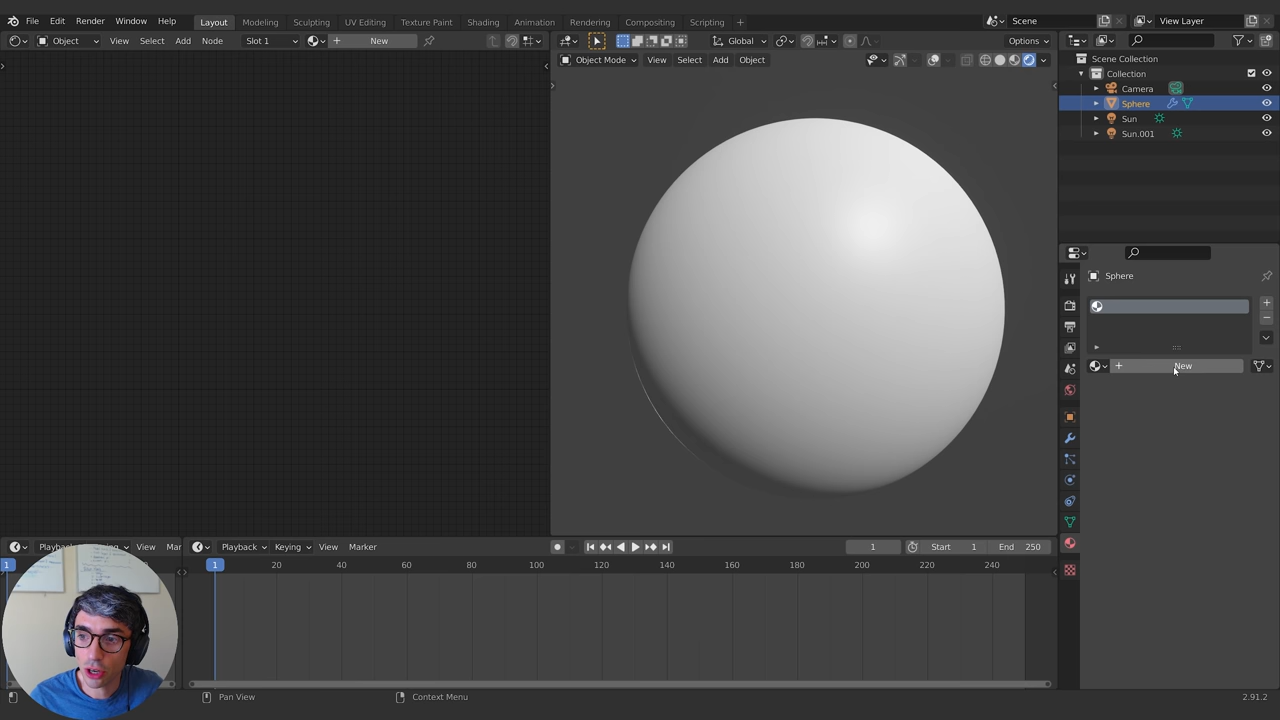 File Edit Render Window Help Layout Modeling Sculpting UV Editing Texture Paint Shading Animation Rendering Compositing Scripting + Scene View Layer
Object View Select Add Node Slot 1 New Global Options
Object Mode View Select Add Object
Scene Collection
Collection
Camera
Sphere
Sun
Sun.001
Sphere
New
Playback View Mar Playback Keying View Marker 1 Start 1 End 250
1 1 20 40 60 80 100 120 140 160 180 200 220 240
Pan View Context Menu 2.91.2